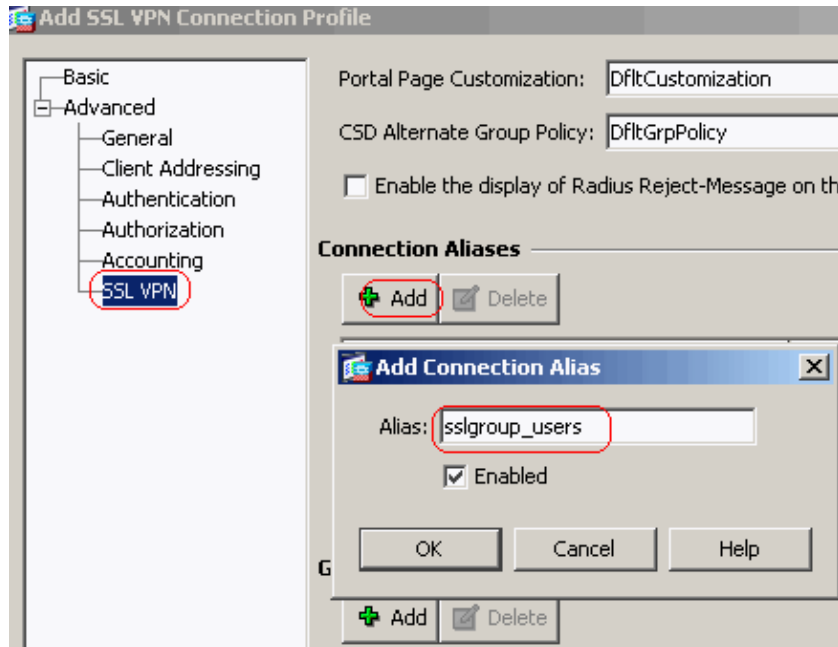 Add SSL VPN Connection Profile
Basic
Advanced
General
Client Addressing
Authentication
Authorization
Accounting
SSL VPN
Portal Page Customization: DfltCustomization
CSD Alternate Group Policy: DfltGrpPolicy
Enable the display of Radius Reject-Message on th
Connection Aliases
Add Delete
Add Connection Alias
Alias: sslgroup_users
Enabled
OK Cancel Help
G
Add Delete